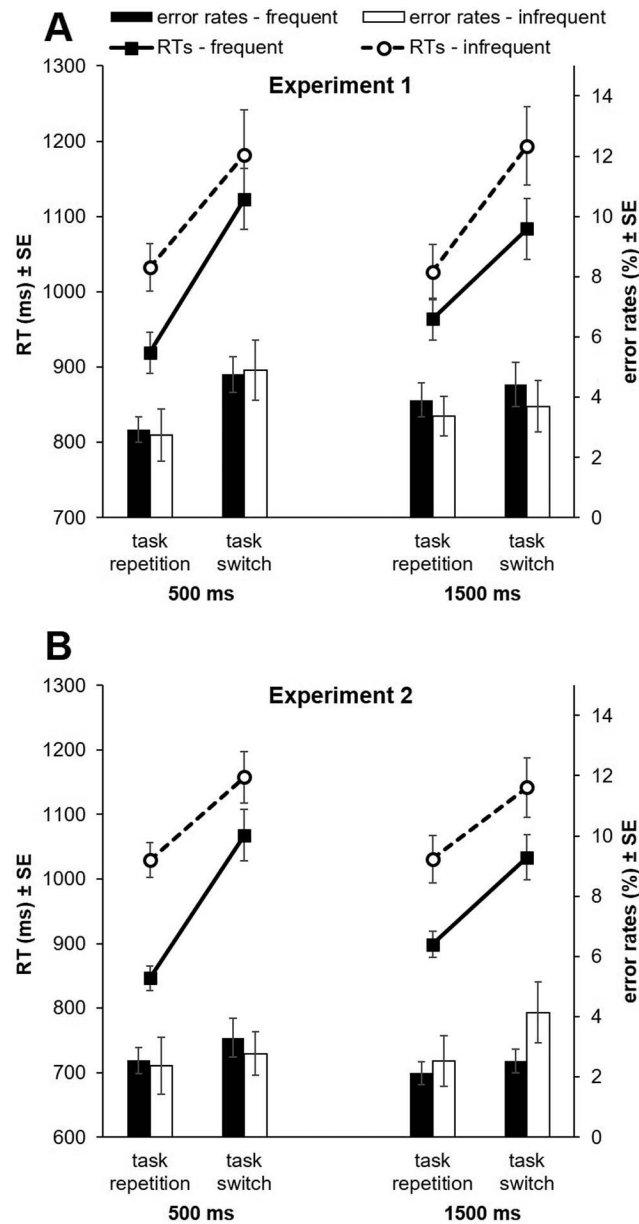 A
error rates - frequent error rates - infrequent
RTs - frequent RTs - infrequent
Experiment 1
1300
1200
1100
1000
900
800
700
RT (ms) ± SE
14
12
10
8
6
4
2
0
error rates (%) ± SE
task task task task
repetition switch repetition switch
500 ms 1500 ms
B
Experiment 2
1300
1200
1100
1000
900
800
700
600
RT (ms) ± SE
14
12
10
8
6
4
2
0
error rates (%) ± SE
task task task task
repetition switch repetition switch
500 ms 1500 ms